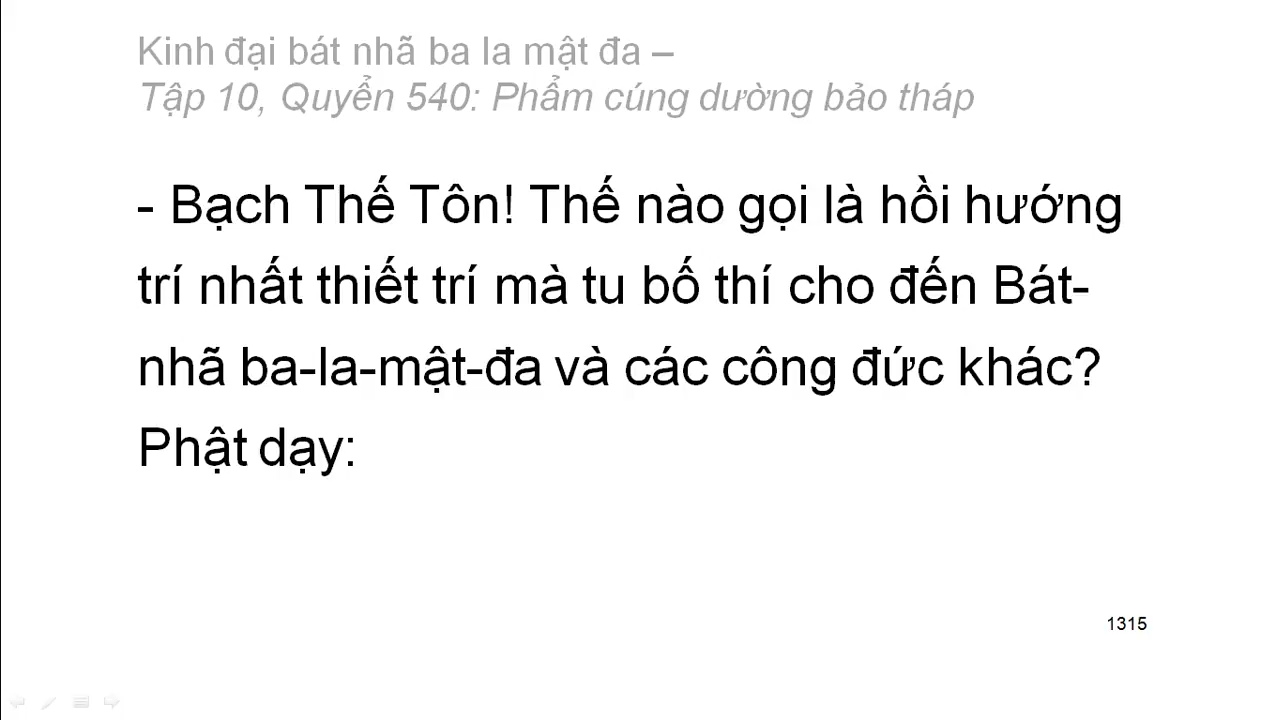 Kinh đại bát nhã ba la mật đa –
Tập 10, Quyển 540: Phẩm cúng dường bảo tháp
- Bạch Thế Tôn! Thế nào gọi là hồi hướng
trí nhất thiết trí mà tu bố thí cho đến Bát-
nhã ba-la-mật-đa và các công đức khác?
Phật dạy:
1315